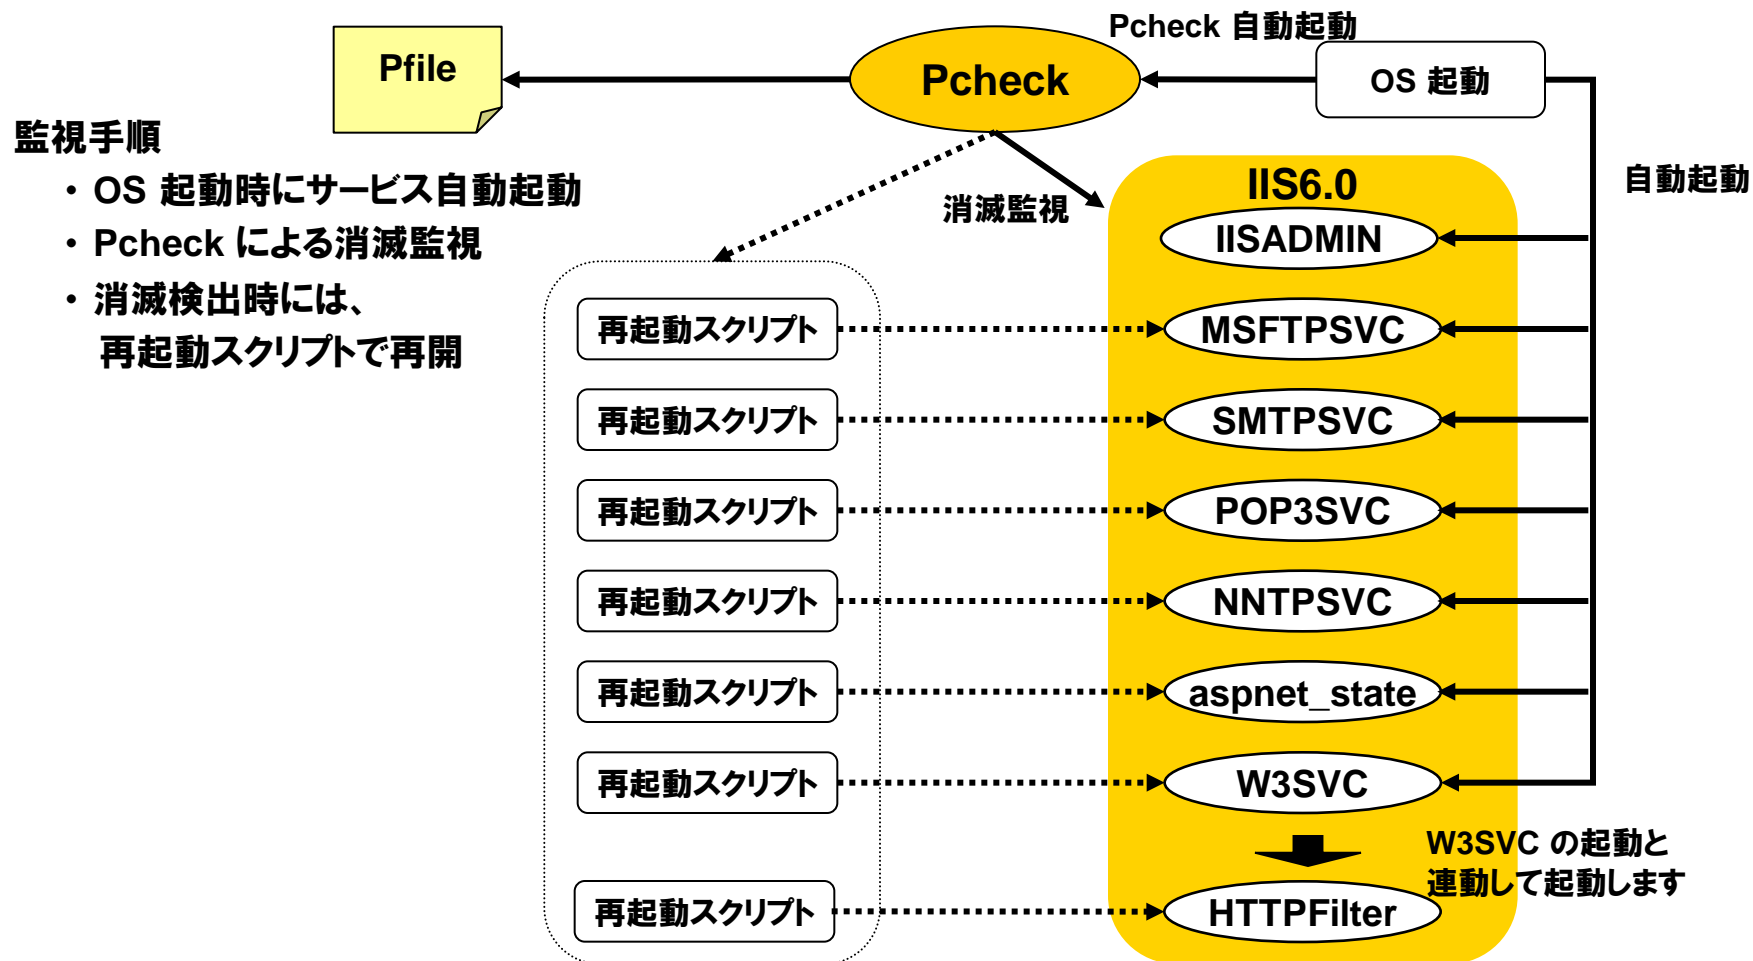 Pcheck 自動起動
Pfile
Pcheck
OS 起動
監視手順
・ OS 起動時にサービス自動起動
・ Pcheck による消滅監視
・ 消滅検出時には、
再起動スクリプトで再開
消滅監視
自動起動
IIS6.0
IISADMIN
再起動スクリプト
MSFTPSVC
再起動スクリプト
SMTPSVC
再起動スクリプト
POP3SVC
再起動スクリプト
NNTPSVC
再起動スクリプト
aspnet_state
再起動スクリプト
W3SVC
W3SVC の起動と
連動して起動します
再起動スクリプト
HTTPFilter